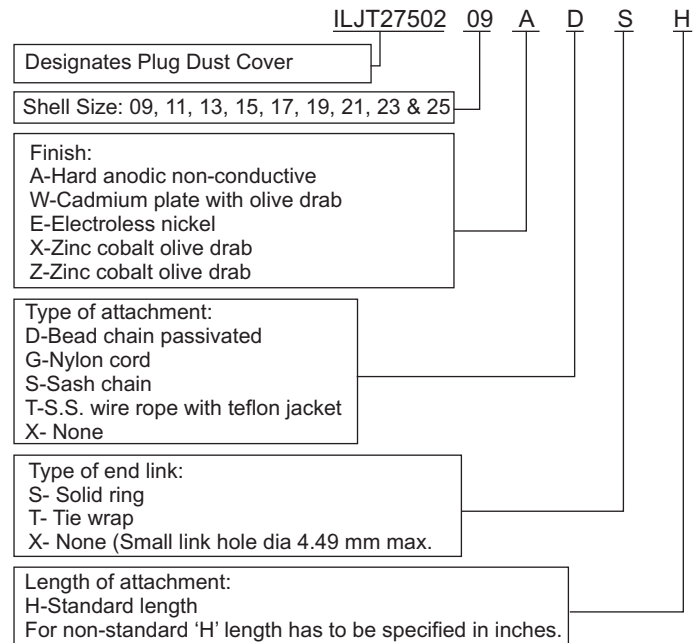 ILJT27502 09 A D S H
Designates Plug Dust Cover
Shell Size: 09, 11, 13, 15, 17, 19, 21, 23 & 25
Finish:
A-Hard anodic non-conductive
W-Cadmium plate with olive drab
E-Electroless nickel
X-Zinc cobalt olive drab
Z-Zinc cobalt olive drab
Type of attachment:
D-Bead chain passivated
G-Nylon cord
S-Sash chain
T-S.S. wire rope with teflon jacket
X- None
Type of end link:
S- Solid ring
T- Tie wrap
X- None (Small link hole dia 4.49 mm max.
Length of attachment:
H-Standard length
For non-standard ‘H’ length has to be specified in inches.